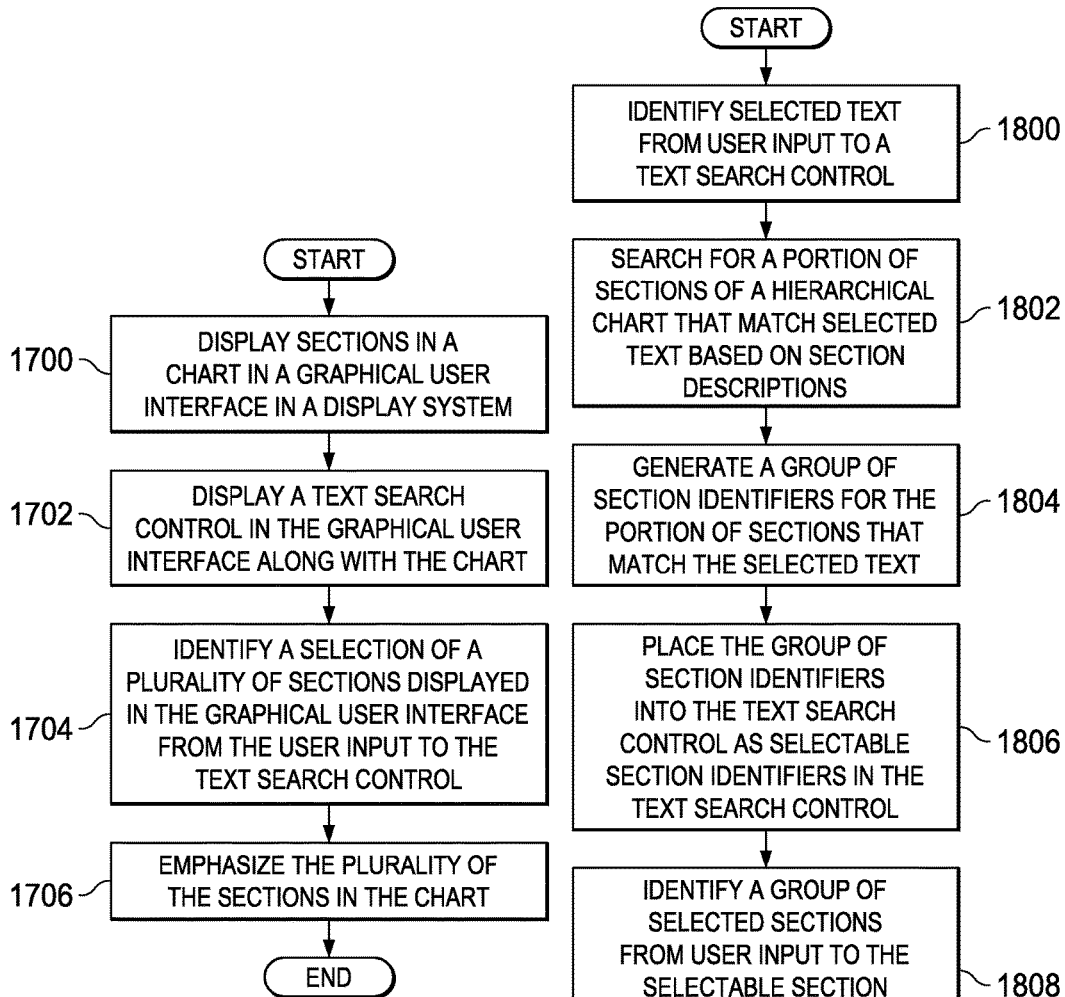 START
DISPLAY SECTIONS IN A
CHART IN A GRAPHICAL USER
INTERFACE IN A DISPLAY SYSTEM
1700
DISPLAY A TEXT SEARCH
CONTROL IN THE GRAPHICAL USER
INTERFACE ALONG WITH THE CHART
1702
IDENTIFY A SELECTION OF A
PLURALITY OF SECTIONS DISPLAYED
IN THE GRAPHICAL USER INTERFACE
FROM THE USER INPUT TO THE
TEXT SEARCH CONTROL
1704
EMPHASIZE THE PLURALITY OF
THE SECTIONS IN THE CHART
1706
END
START
IDENTIFY SELECTED TEXT
FROM USER INPUT TO A
TEXT SEARCH CONTROL
1800
SEARCH FOR A PORTION OF
SECTIONS OF A HIERARCHICAL
CHART THAT MATCH SELECTED
TEXT BASED ON SECTION
DESCRIPTIONS
1802
GENERATE A GROUP OF
SECTION IDENTIFIERS FOR THE
PORTION OF SECTIONS THAT
MATCH THE SELECTED TEXT
1804
PLACE THE GROUP OF
SECTION IDENTIFIERS
INTO THE TEXT SEARCH
CONTROL AS SELECTABLE
SECTION IDENTIFIERS IN THE
TEXT SEARCH CONTROL
1806
IDENTIFY A GROUP OF
SELECTED SECTIONS
FROM USER INPUT TO THE
SELECTABLE SECTION
1808